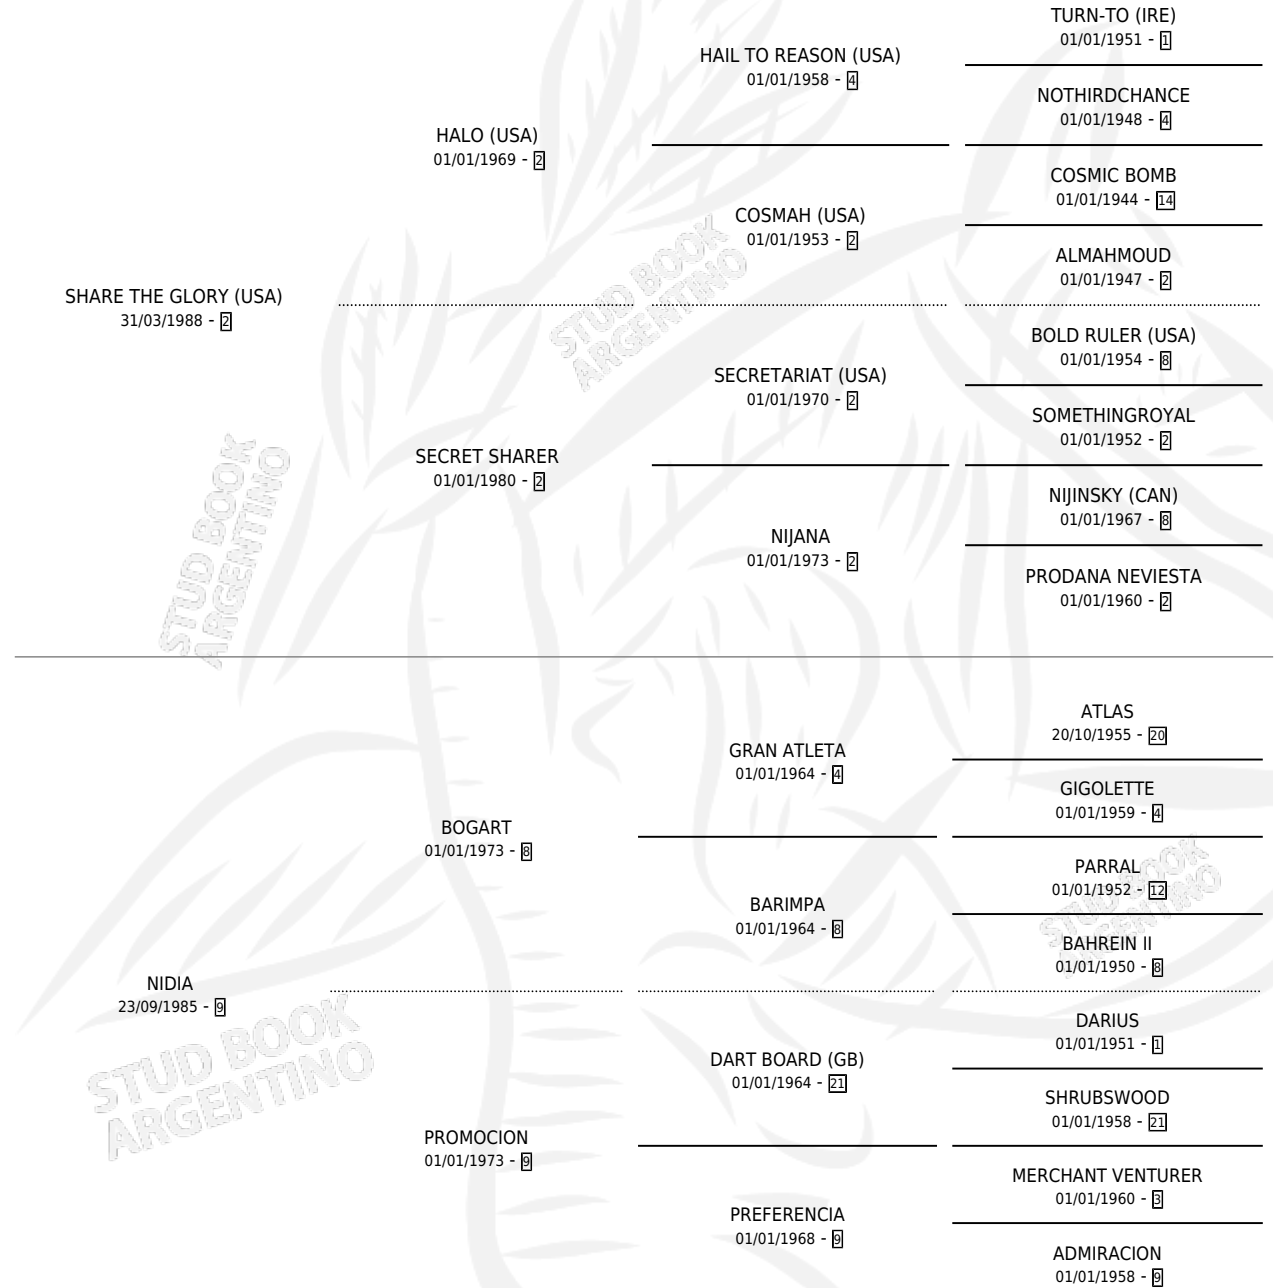 TURN-TO (IRE)
01/01/1951 - 1
HAIL TO REASON (USA)
01/01/1958 - 4
NOTHIRDCHANCE
01/01/1948 - 4
HALO (USA)
01/01/1969 - 2
COSMIC BOMB
01/01/1944 - 14
COSMAH (USA)
01/01/1953 - 2
ALMAHMOUD
01/01/1947 - 2
SHARE THE GLORY (USA)
31/03/1988 - 2
STUD BOOK
ARGENTINO
BOLD RULER (USA)
01/01/1954 - 8
SECRETARIAT (USA)
01/01/1970 - 2
SOMETHINGROYAL
01/01/1952 - 2
SECRET SHARER
01/01/1980 - 2
NIJINSKY (CAN)
01/01/1967 - 8
NIJANA
01/01/1973 - 2
PRODANA NEVIESTA
01/01/1960 - 2
STUD BOOK
ARGENTINO
ATLAS
20/10/1955 - 20
GRAN ATLETA
01/01/1964 - 4
GIGOLETTE
01/01/1959 - 4
BOGART
01/01/1973 - 8
PARRAL
01/01/1952 - 12
BARIMPA
01/01/1964 - 8
STUD BOOK
ARGENTINO
BAHREIN II
01/01/1950 - 8
NIDIA
23/09/1985 - 9
DARIUS
01/01/1951 - 1
STUD BOOK
ARGENTINO
DART BOARD (GB)
01/01/1964 - 21
SHRUBSWOOD
01/01/1958 - 21
PROMOCION
01/01/1973 - 9
MERCHANT VENTURER
01/01/1960 - 3
PREFERENCIA
01/01/1968 - 9
ADMIRACION
01/01/1958 - 9